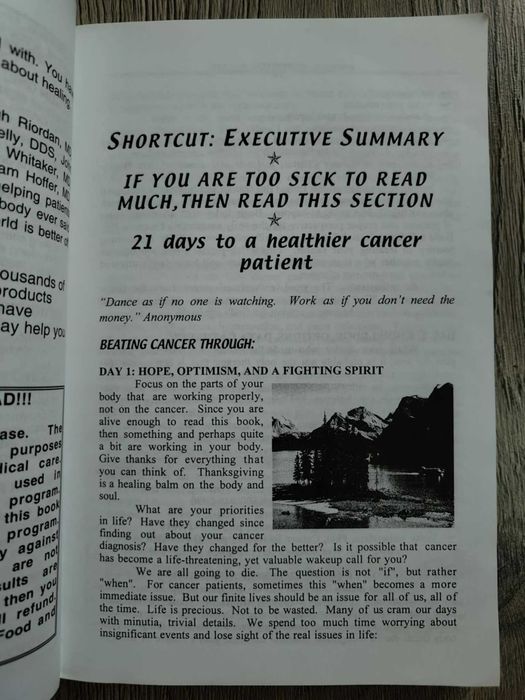 with. You
about healing
h Riordan, MD
elly, DDS,
Whitaker,
am Hoffer,
elping patie
body ever
rld is better
ousands of
roducts
have
ay help you
AD!!!
ase. The
purposes
dical care.
used in
program.
this book
program.
y against
are not
sults are
then you
ll refund.
Food and
SHORTCUT: EXECUTIVE SUMMARY
IF YOU ARE TOO SICK TO READ
MUCH,THEN READ THIS SECTION
21 days to a healthier cancer
patient
"Dance as if no one is watching. Work as if you don't need the
money." Anonymous
BEATING CANCER THROUGH:
DAY 1: HOPE, OPTIMISM, AND A FIGHTING SPIRIT
Focus on the parts of your
body that are working properly,
not on the cancer. Since you are
alive enough to read this book,
then something and perhaps quite
a bit are working in your body.
Give thanks for everything that
you can think of. Thanksgiving
is a healing balm on the body and
soul.
What are your priorities
in life? Have they changed since
finding out about your cancer
diagnosis? Have they changed for the better? Is it possible that cancer
has become a life-threatening, yet valuable wakeup call for you?
We are all going to die. The question is not "if", but rather
"when". For cancer patients, sometimes this "when" becomes a more
immediate issue. But our finite lives should be an issue for all of us, all of
the time. Life is precious. Not to be wasted. Many of us cram our days
with minutia, trivial details. We spend too much time worrying about
insignificant events and lose sight of the real issues in life: